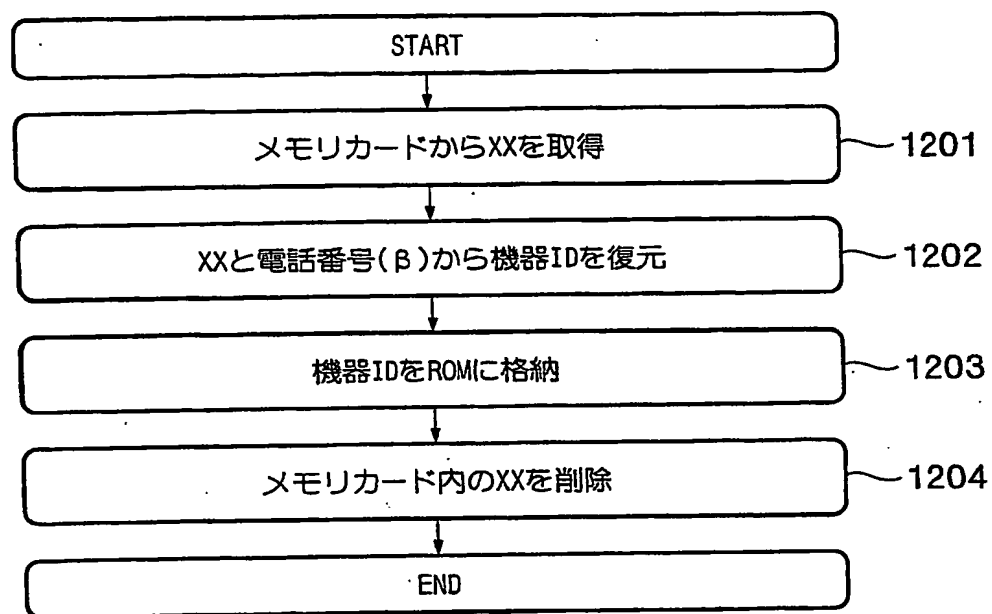 START
メモリカードからXXを取得
1201
XXと電話番号(β)から機器IDを復元
1202
機器IDをROMに格納
1203
メモリカード内のXXを削除
1204
END